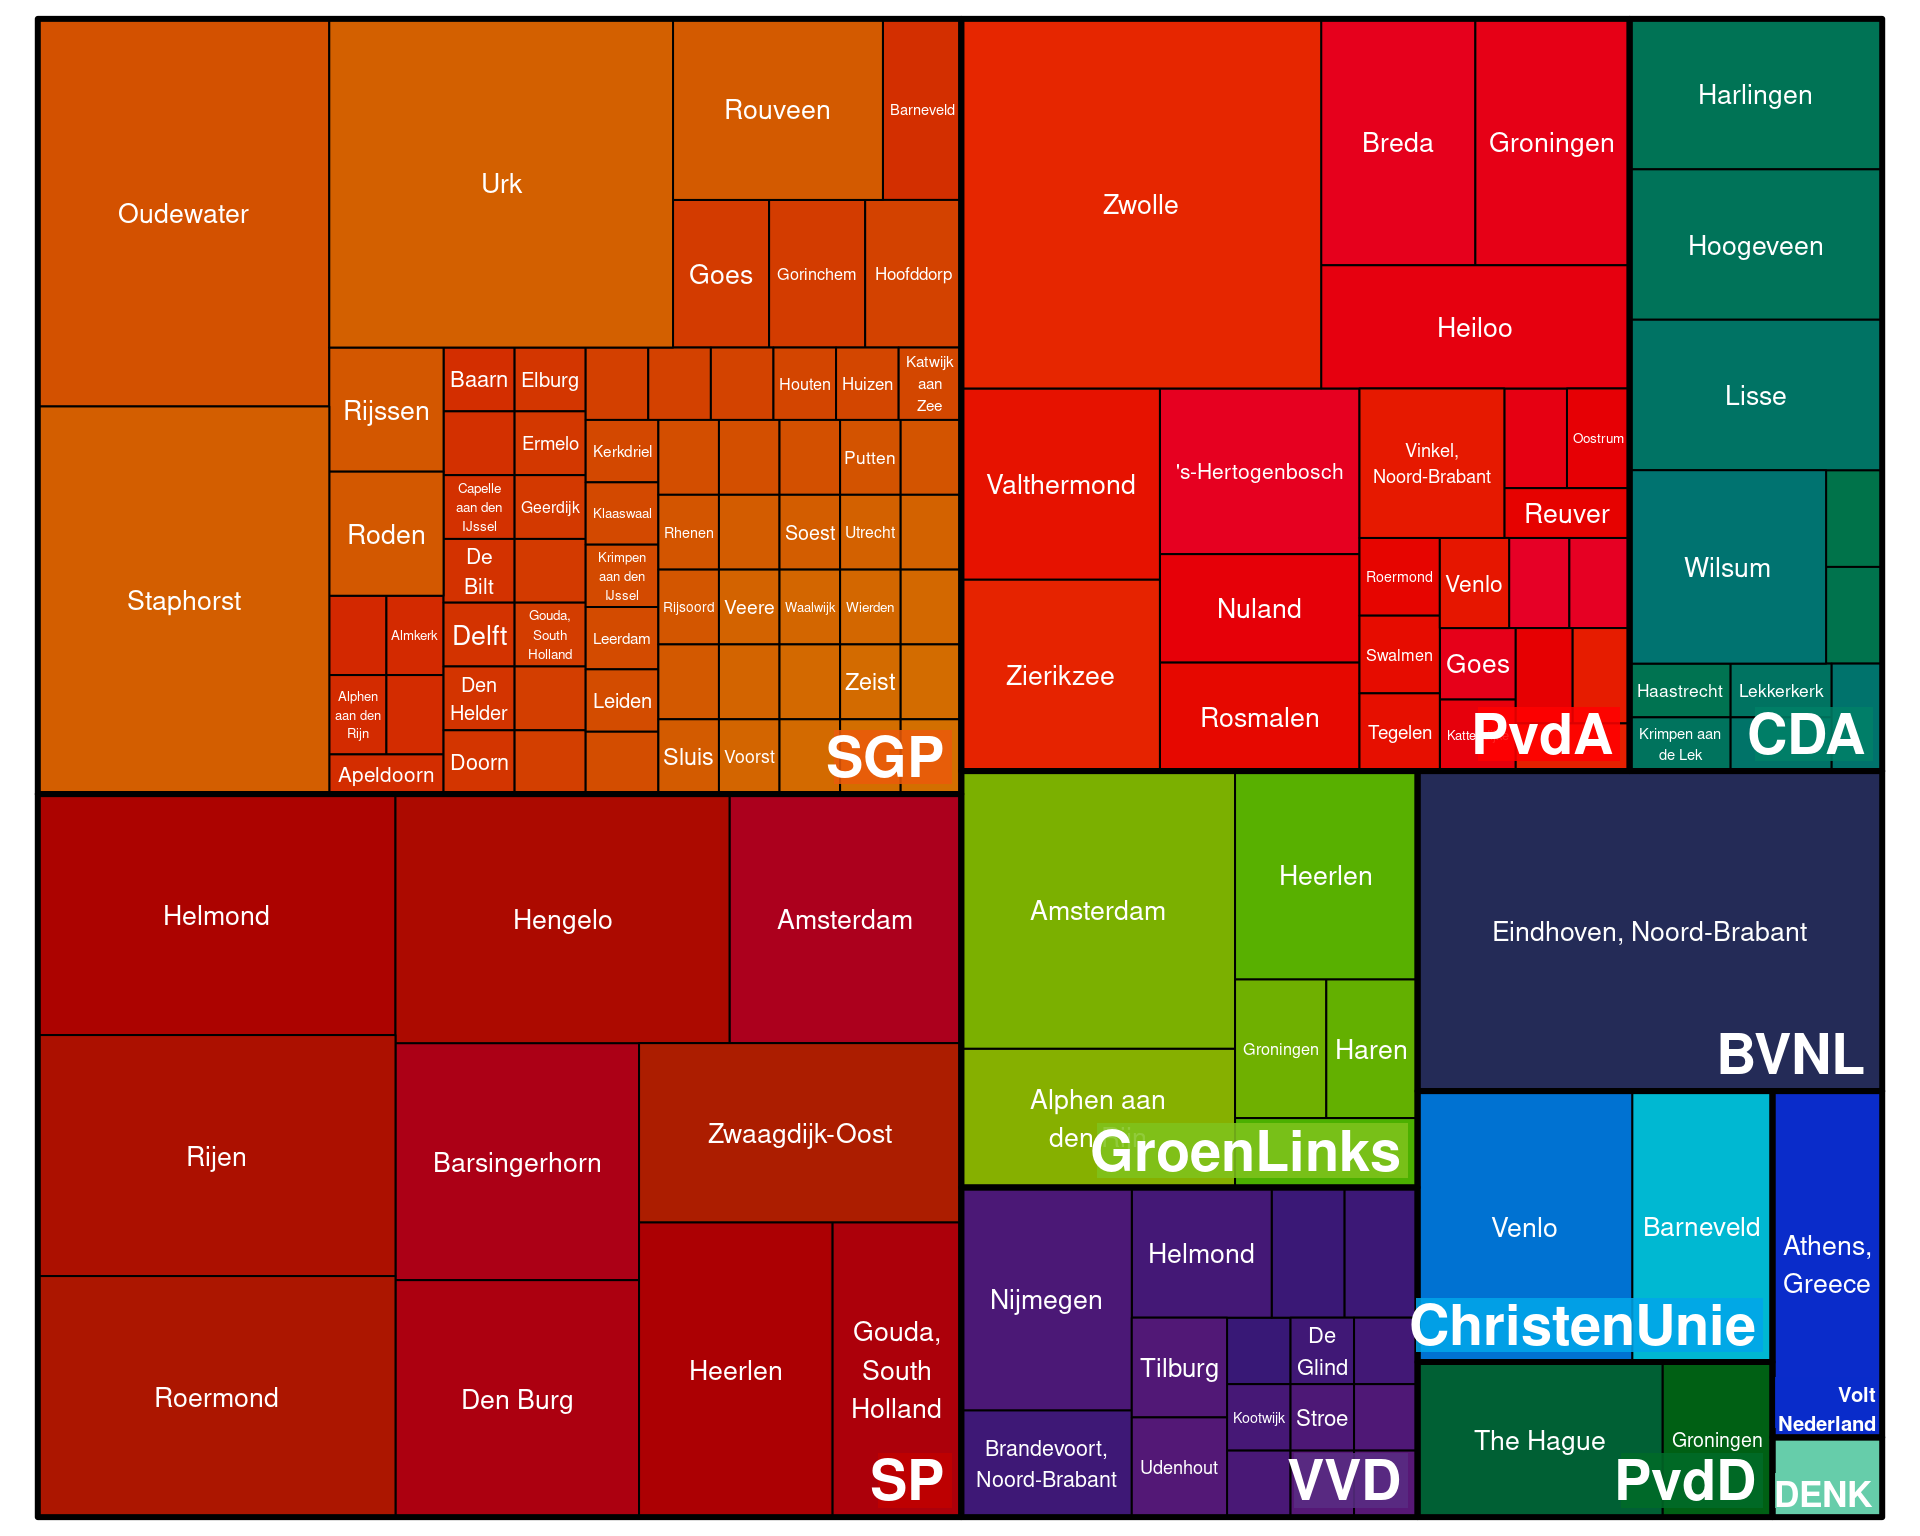 Oudewater
Staphorst
Urk
Rouveen
Barneveld
Goes
Gorinchem
Hoofddorp
Rijssen
Roden
Almkerk
Alphen
aan den
Rijn
Apeldoorn
Baarn
Elburg
Ermelo
Capelle
aan den
IJssel
Geerdijk
De
Bilt
Delft
Gouda,
South
Holland
Den
Helder
Doorn
Houten
Huizen
Katwijk
aan
Zee
Kerkdriel
Klaaswaal
Krimpen
aan den
IJssel
Leerdam
Leiden
Putten
Rhenen
Soest
Utrecht
Rijsoord
Veere
Waalwijk
Wierden
Zeist
Sluis
Voorst
SGP
Zwolle
Breda
Groningen
Heiloo
Valthermond
Zierikzee
's-Hertogenbosch
Nuland
Rosmalen
Vinkel,
Noord-Brabant
Oostrum
Reuver
Roermond
Venlo
Swalmen
Goes
Tegelen
PvdA
Harlingen
Hoogeveen
Lisse
Wilsum
Haastrecht
Lekkerkerk
Krimpen aan
de Lek
CDA
Helmond
Hengelo
Amsterdam
Rijen
Roermond
Barsingerhorn
Den Burg
Zwaagdijk-Oost
Heerlen
Gouda,
South
Holland
SP
Amsterdam
Alphen aan
den Rijn
Heerlen
Groningen
Haren
GroenLinks
Eindhoven, Noord-Brabant
BVNL
Nijmegen
Brandevoort,
Noord-Brabant
Helmond
Tilburg
Udenhout
De
Glind
Kootwijk
Stroe
VVD
Venlo
Barneveld
ChristenUnie
Athens,
Greece
Volt
Nederland
The Hague
Groningen
PvdD
DENK